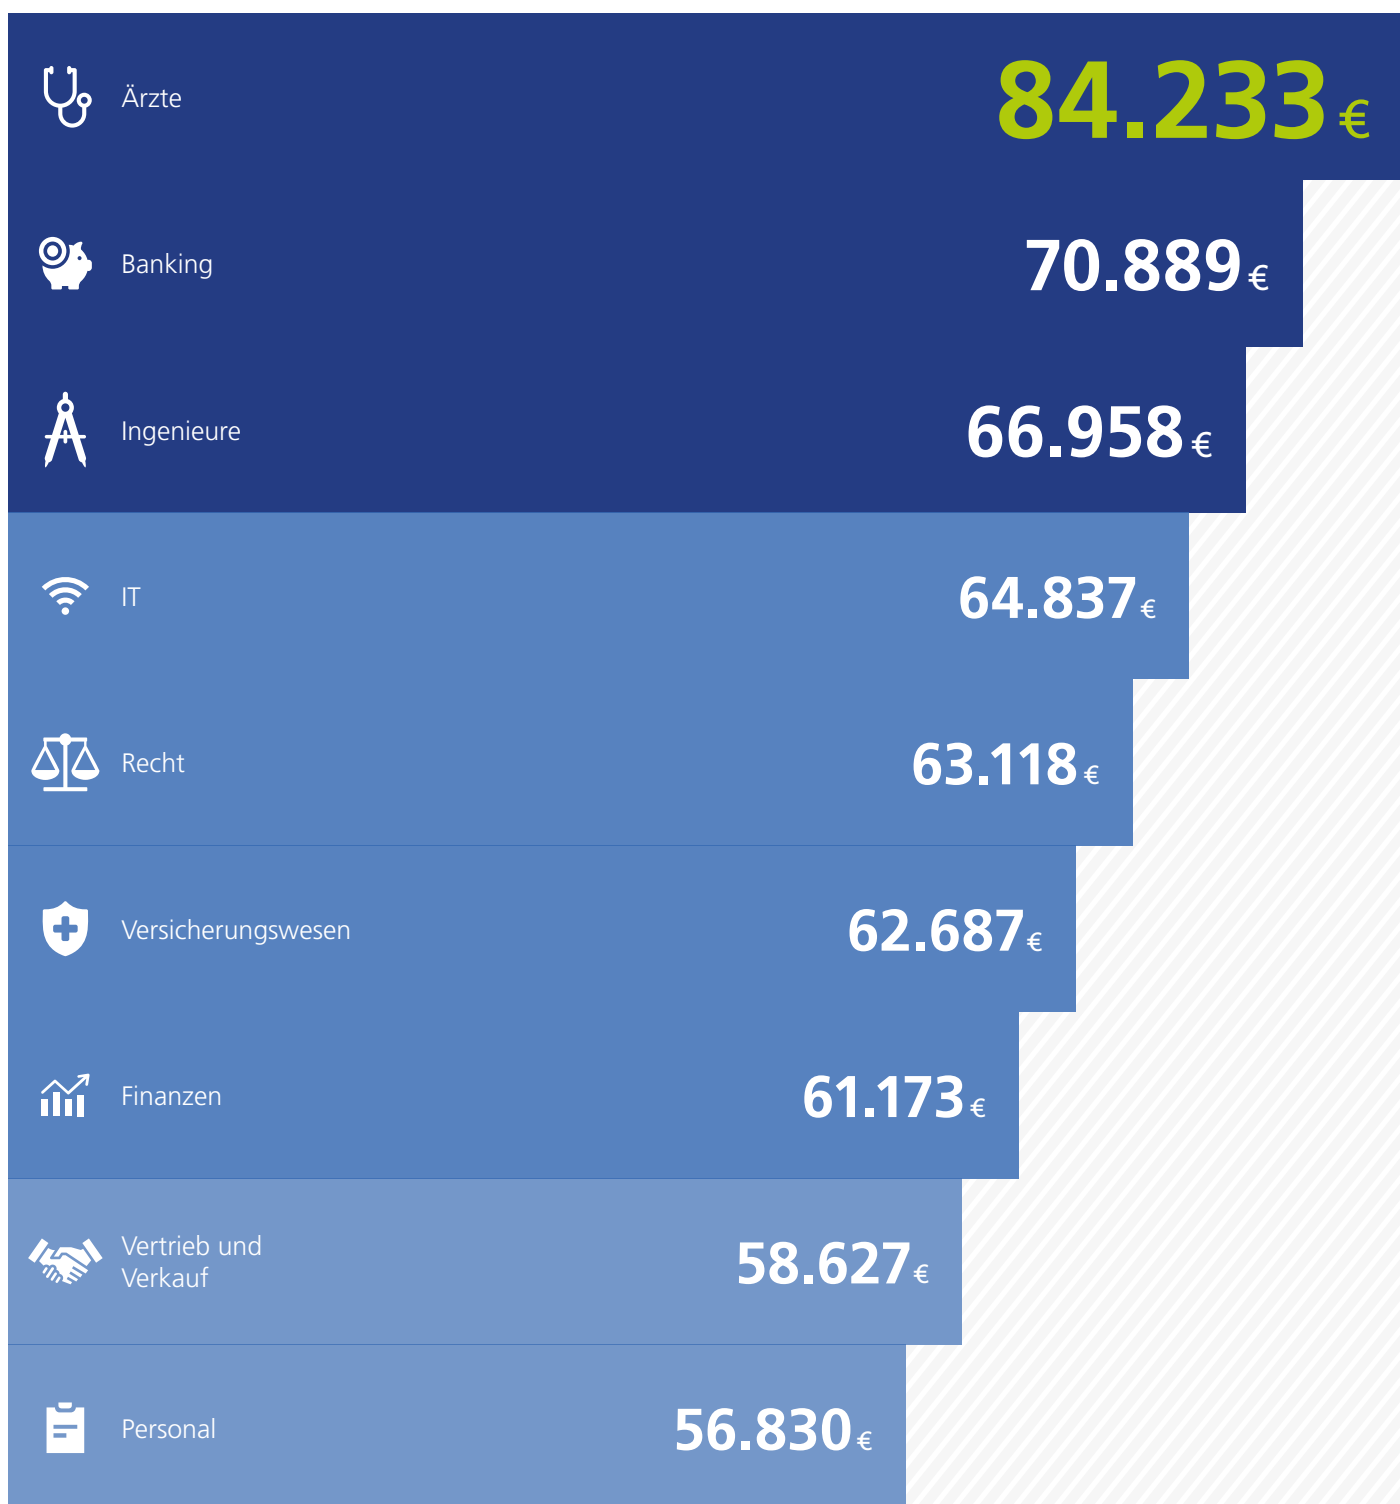 Ärzte
84.233 €
Banking
70.889 €
Ingenieure
66.958 €
IT
64.837 €
Recht
63.118 €
Versicherungswesen
62.687 €
Finanzen
61.173 €
Vertrieb und
Verkauf
58.627 €
Personal
56.830 €